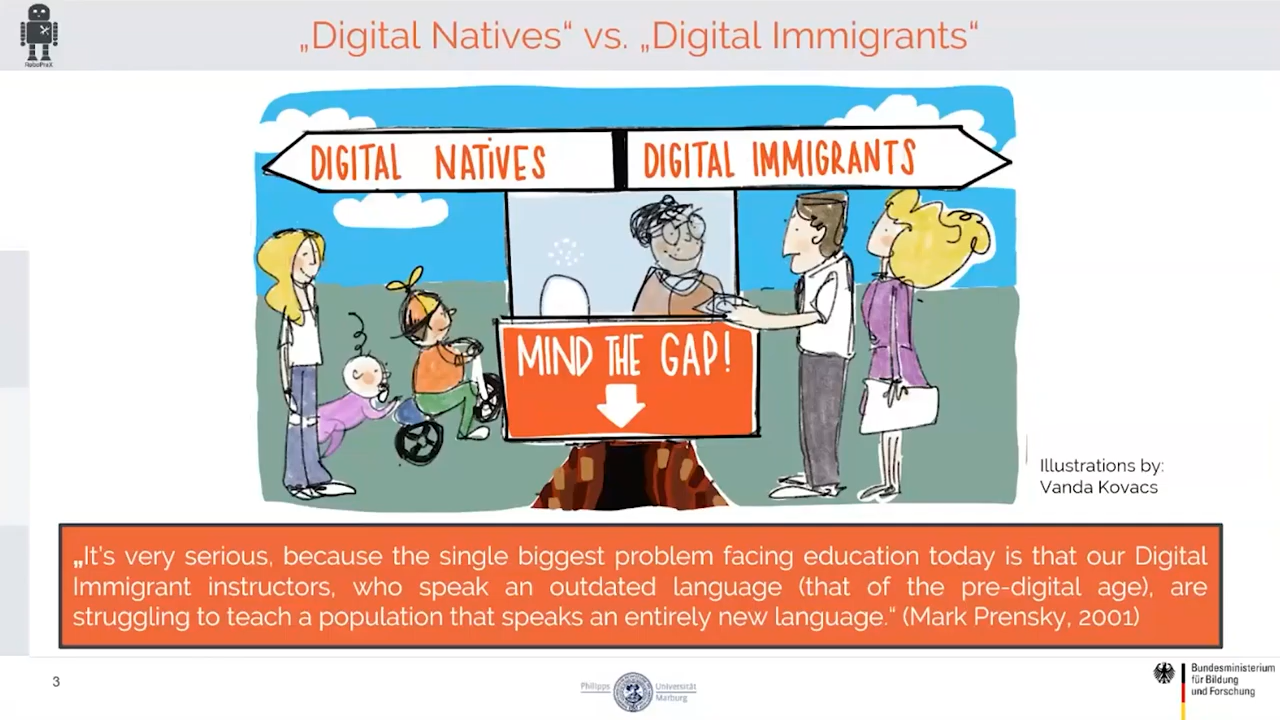 „Digital Natives“ vs. „Digital Immigrants“
RoboPraX
DIGITAL NATIVES
DIGITAL IMMIGRANTS
MIND THE GAP!
Illustrations by:
Vanda Kovacs
„It's very serious, because the single biggest problem facing education today is that our Digital
Immigrant instructors, who speak an outdated language (that of the pre-digital age), are
struggling to teach a population that speaks an entirely new language.“ (Mark Prensky, 2001)
3
Philipps Universität
Marburg
Bundesministerium
für Bildung
und Forschung